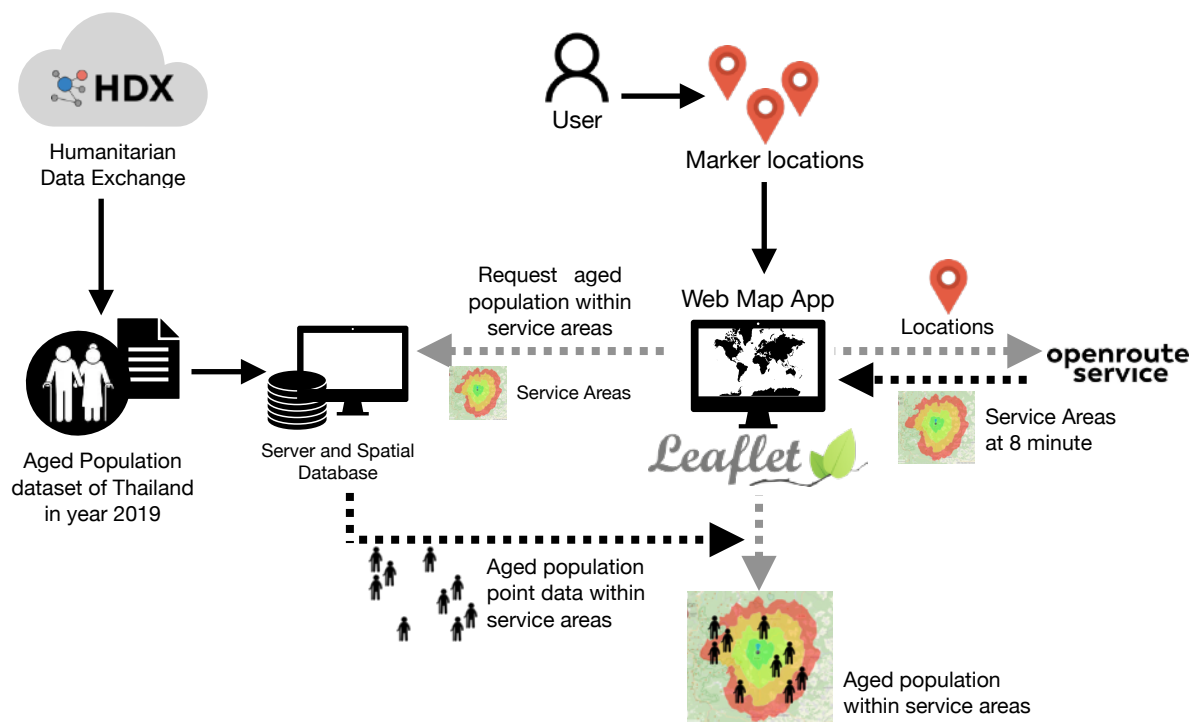 HDX
Humanitarian
Data Exchange
User
Marker locations
Request aged
population within
service areas
Web Map App
Locations
openroute
service
Service Areas
Service Areas
at 8 minute
Leaflet
Server and Spatial
Database
Aged Population
dataset of Thailand
in year 2019
Aged population
point data within
service areas
Aged population
within service areas